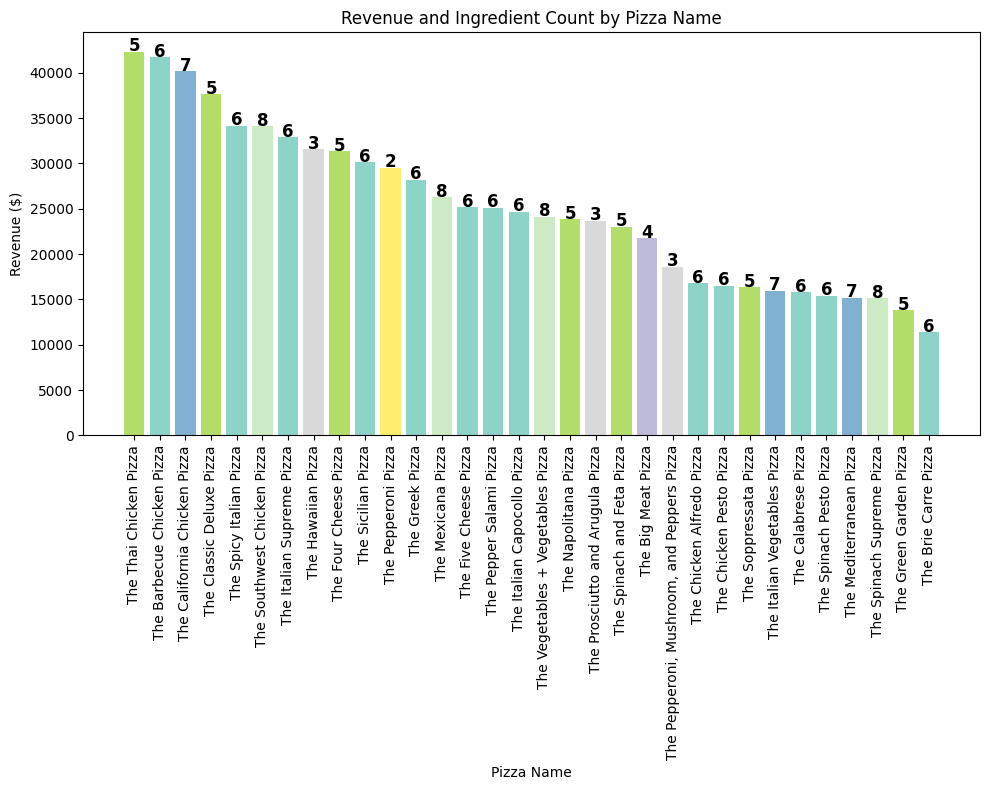 Revenue and Ingredient Count by Pizza Name
Revenue ($)
40000
35000
30000
25000
20000
15000
10000
5000
0
5
6
7
5
6
8
6
3
5
6
2
6
8
6
6
6
8
5
3
5
4
3
6
6
5
7
6
6
7
8
5
6
The Thai Chicken Pizza
The Barbecue Chicken Pizza
The California Chicken Pizza
The Classic Deluxe Pizza
The Spicy Italian Pizza
The Southwest Chicken Pizza
The Italian Supreme Pizza
The Hawaiian Pizza
The Four Cheese Pizza
The Sicilian Pizza
The Pepperoni Pizza
The Greek Pizza
The Mexicana Pizza
The Five Cheese Pizza
The Pepper Salami Pizza
The Italian Capocollo Pizza
The Vegetables + Vegetables Pizza
The Napolitana Pizza
The Prosciutto and Arugula Pizza
The Spinach and Feta Pizza
The Big Meat Pizza
The Pepperoni, Mushroom, and Peppers Pizza
The Chicken Alfredo Pizza
The Chicken Pesto Pizza
The Soppressata Pizza
The Italian Vegetables Pizza
The Calabrese Pizza
The Spinach Pesto Pizza
The Mediterranean Pizza
The Spinach Supreme Pizza
The Green Garden Pizza
The Brie Carre Pizza
Pizza Name